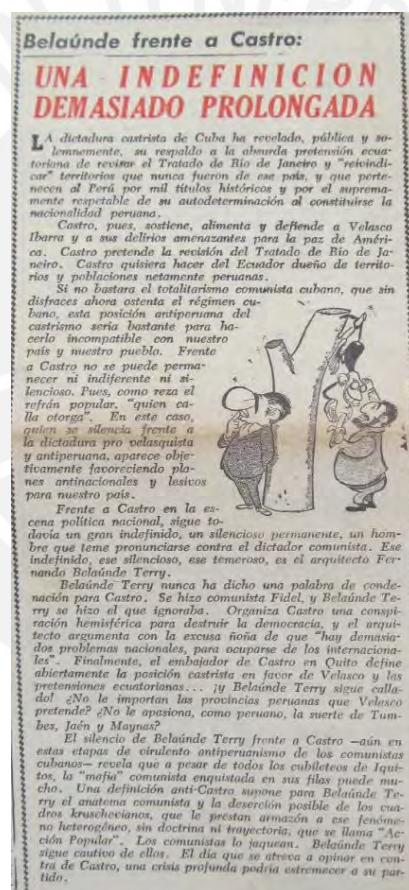 Belaúnde frente a Castro:
UNA INDEFINICION
DEMASIADO PROLONGADA
LA dictadura castrista de Cuba ha revelado, pública y so-
lemnemente, su respaldo a la absurda pretensión ecua-
toriana de revisar el Tratado de Río de Janeiro y "reivindi-
car" territorios que nunca fueron de ese país, y que perte-
necen al Perú por mil títulos históricos y por el suprema-
mente respetable de su autodeterminación al constituirse la
nacionalidad peruana.
Castro, pues, sostiene, alimenta y defiende a Velasco
Ibarra y a sus delirios amenazantes para la paz de Améri-
ca. Castro pretende la revisión del Tratado de Río de Ja-
neiro. Castro quisiera hacer del Ecuador dueño de territo-
rios y poblaciones netamente peruanas.
Si no bastara el totalitarismo comunista cubano, que sin
disfraces ahora ostenta el régimen cu-
bano, esta posición antiperuana del
castrismo sería bastante para ha-
cerlo incompatible con nuestro
país y nuestro pueblo. Frente
a Castro no se puede perma-
necer ni indiferente ni si-
lencioso. Pues, como reza el
refrán popular, "quien ca-
lla otorga". En este caso,
quien se silencia frente a
la dictadura pro velasquista
y antiperuana, aparece obje-
tivamente favoreciendo pla-
nes antinacionales y lesivos
para nuestro país.
Frente a Castro en la es-
cena política nacional, sigue to-
davía un gran indefinido, un silencioso permanente, un hom-
bre que teme pronunciarse contra el dictador comunista. Ese
indefinido, ese silencioso, ese temeroso, es el arquitecto Fer-
nando Belaúnde Terry.
Belaúnde Terry nunca ha dicho una palabra de conde-
nación para Castro. Se hizo comunista Fidel, y Belaúnde Te-
rry se hizo el que ignoraba. Organiza Castro una conspi-
ración hemisférica para destruir la democracia, y el arqui-
tecto argumenta con la excusa ñoña de que "hay demasia-
dos problemas nacionales, para ocuparse de los internaciona-
les". Finalmente, el embajador de Castro en Quito define
abiertamente la posición castrista en favor de Velasco y las
pretensiones ecuatorianas... ¡y Belaúnde Terry sigue calla-
do! ¿No le importan las provincias peruanas que Velasco
pretende? ¿No le apasiona, como peruano, la suerte de Tum-
bes, Jaén y Maynas?
El silencio de Belaúnde Terry frente a Castro —aún en
estas etapas de virulento antiperuanismo de los comunistas
cubanos— revela que a pesar de todos los cubileteos de Iqui-
tos, la "mafia" comunista enquistada en sus filas puede mu-
cho. Una definición anti-Castro supone para Belaúnde Te-
rry el anatema comunista y la deserción posible de los cua-
dros kruschevianos, que le prestan armazón a ese fenóme-
no heterogéneo, sin doctrina ni trayectoria, que se llama "Ac-
ción Popular". Los comunistas lo jaquean. Belaúnde Terry
sigue cautivo de ellos. El día que se atreva a opinar en con-
tra de Castro, una crisis profunda podría estremecer a su par-
tido.